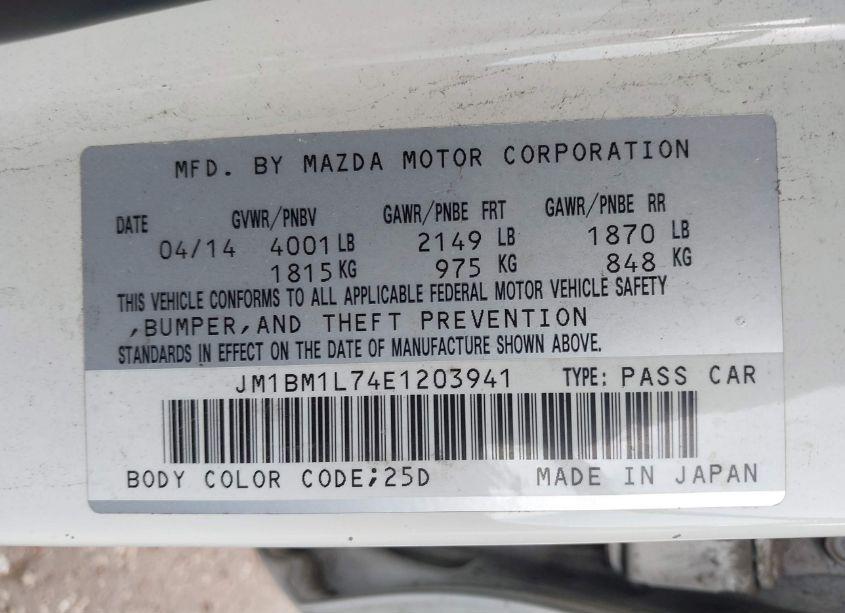 MFD. BY MAZDA MOTOR CORPORATION
DATE GVWR/PNBV GAWR/PNBE FRT GAWR/PNBE RR
04/14 4001 LB 2149 LB 1870 LB
1815 KG 975 KG 848 KG
THIS VEHICLE CONFORMS TO ALL APPLICABLE FEDERAL MOTOR VEHICLE SAFETY
,BUMPER,AND THEFT PREVENTION
STANDARDS IN EFFECT ON THE DATE OF MANUFACTURE SHOWN ABOVE.
JM1BM1L74E1203941 TYPE: PASS CAR
BODY COLOR CODE;25D MADE IN JAPAN